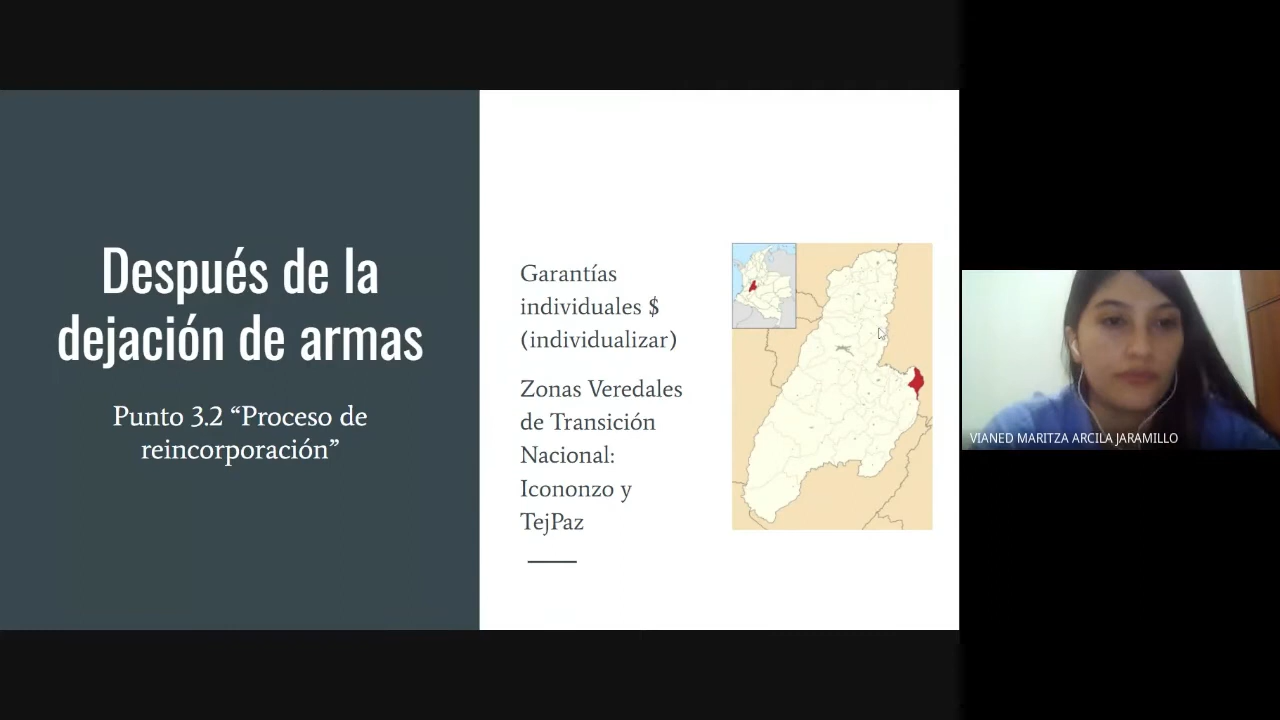 Después de la
dejación de armas
Punto 3.2 “Proceso de
reincorporación”
Garantías
individuales $
(individualizar)
Zonas Veredales
de Transición
Nacional:
Icononzo y
TejPaz
VIANED MARITZA ARCILA JARAMILLO